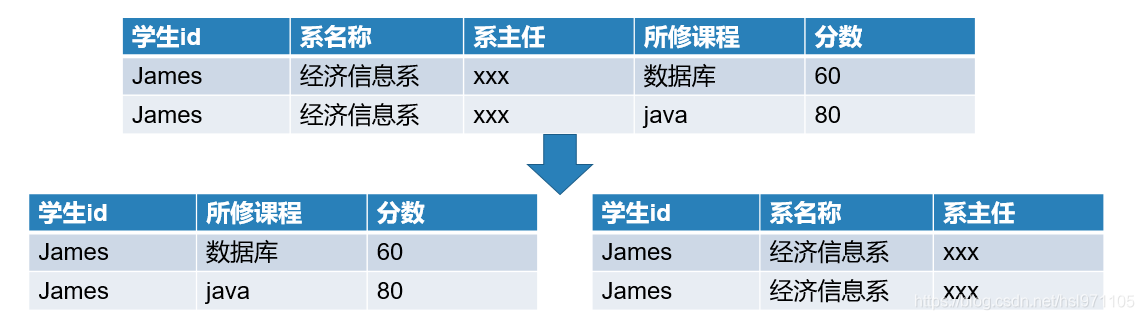 学生id 系名称 系主任 所修课程 分数
James 经济信息系 xxx 数据库 60
James 经济信息系 xxx java 80
学生id 所修课程 分数
James 数据库 60
James java 80
学生id 系名称 系主任
James 经济信息系 xxx
James 经济信息系 xxx
https://blog.csdn.net/hsl971105